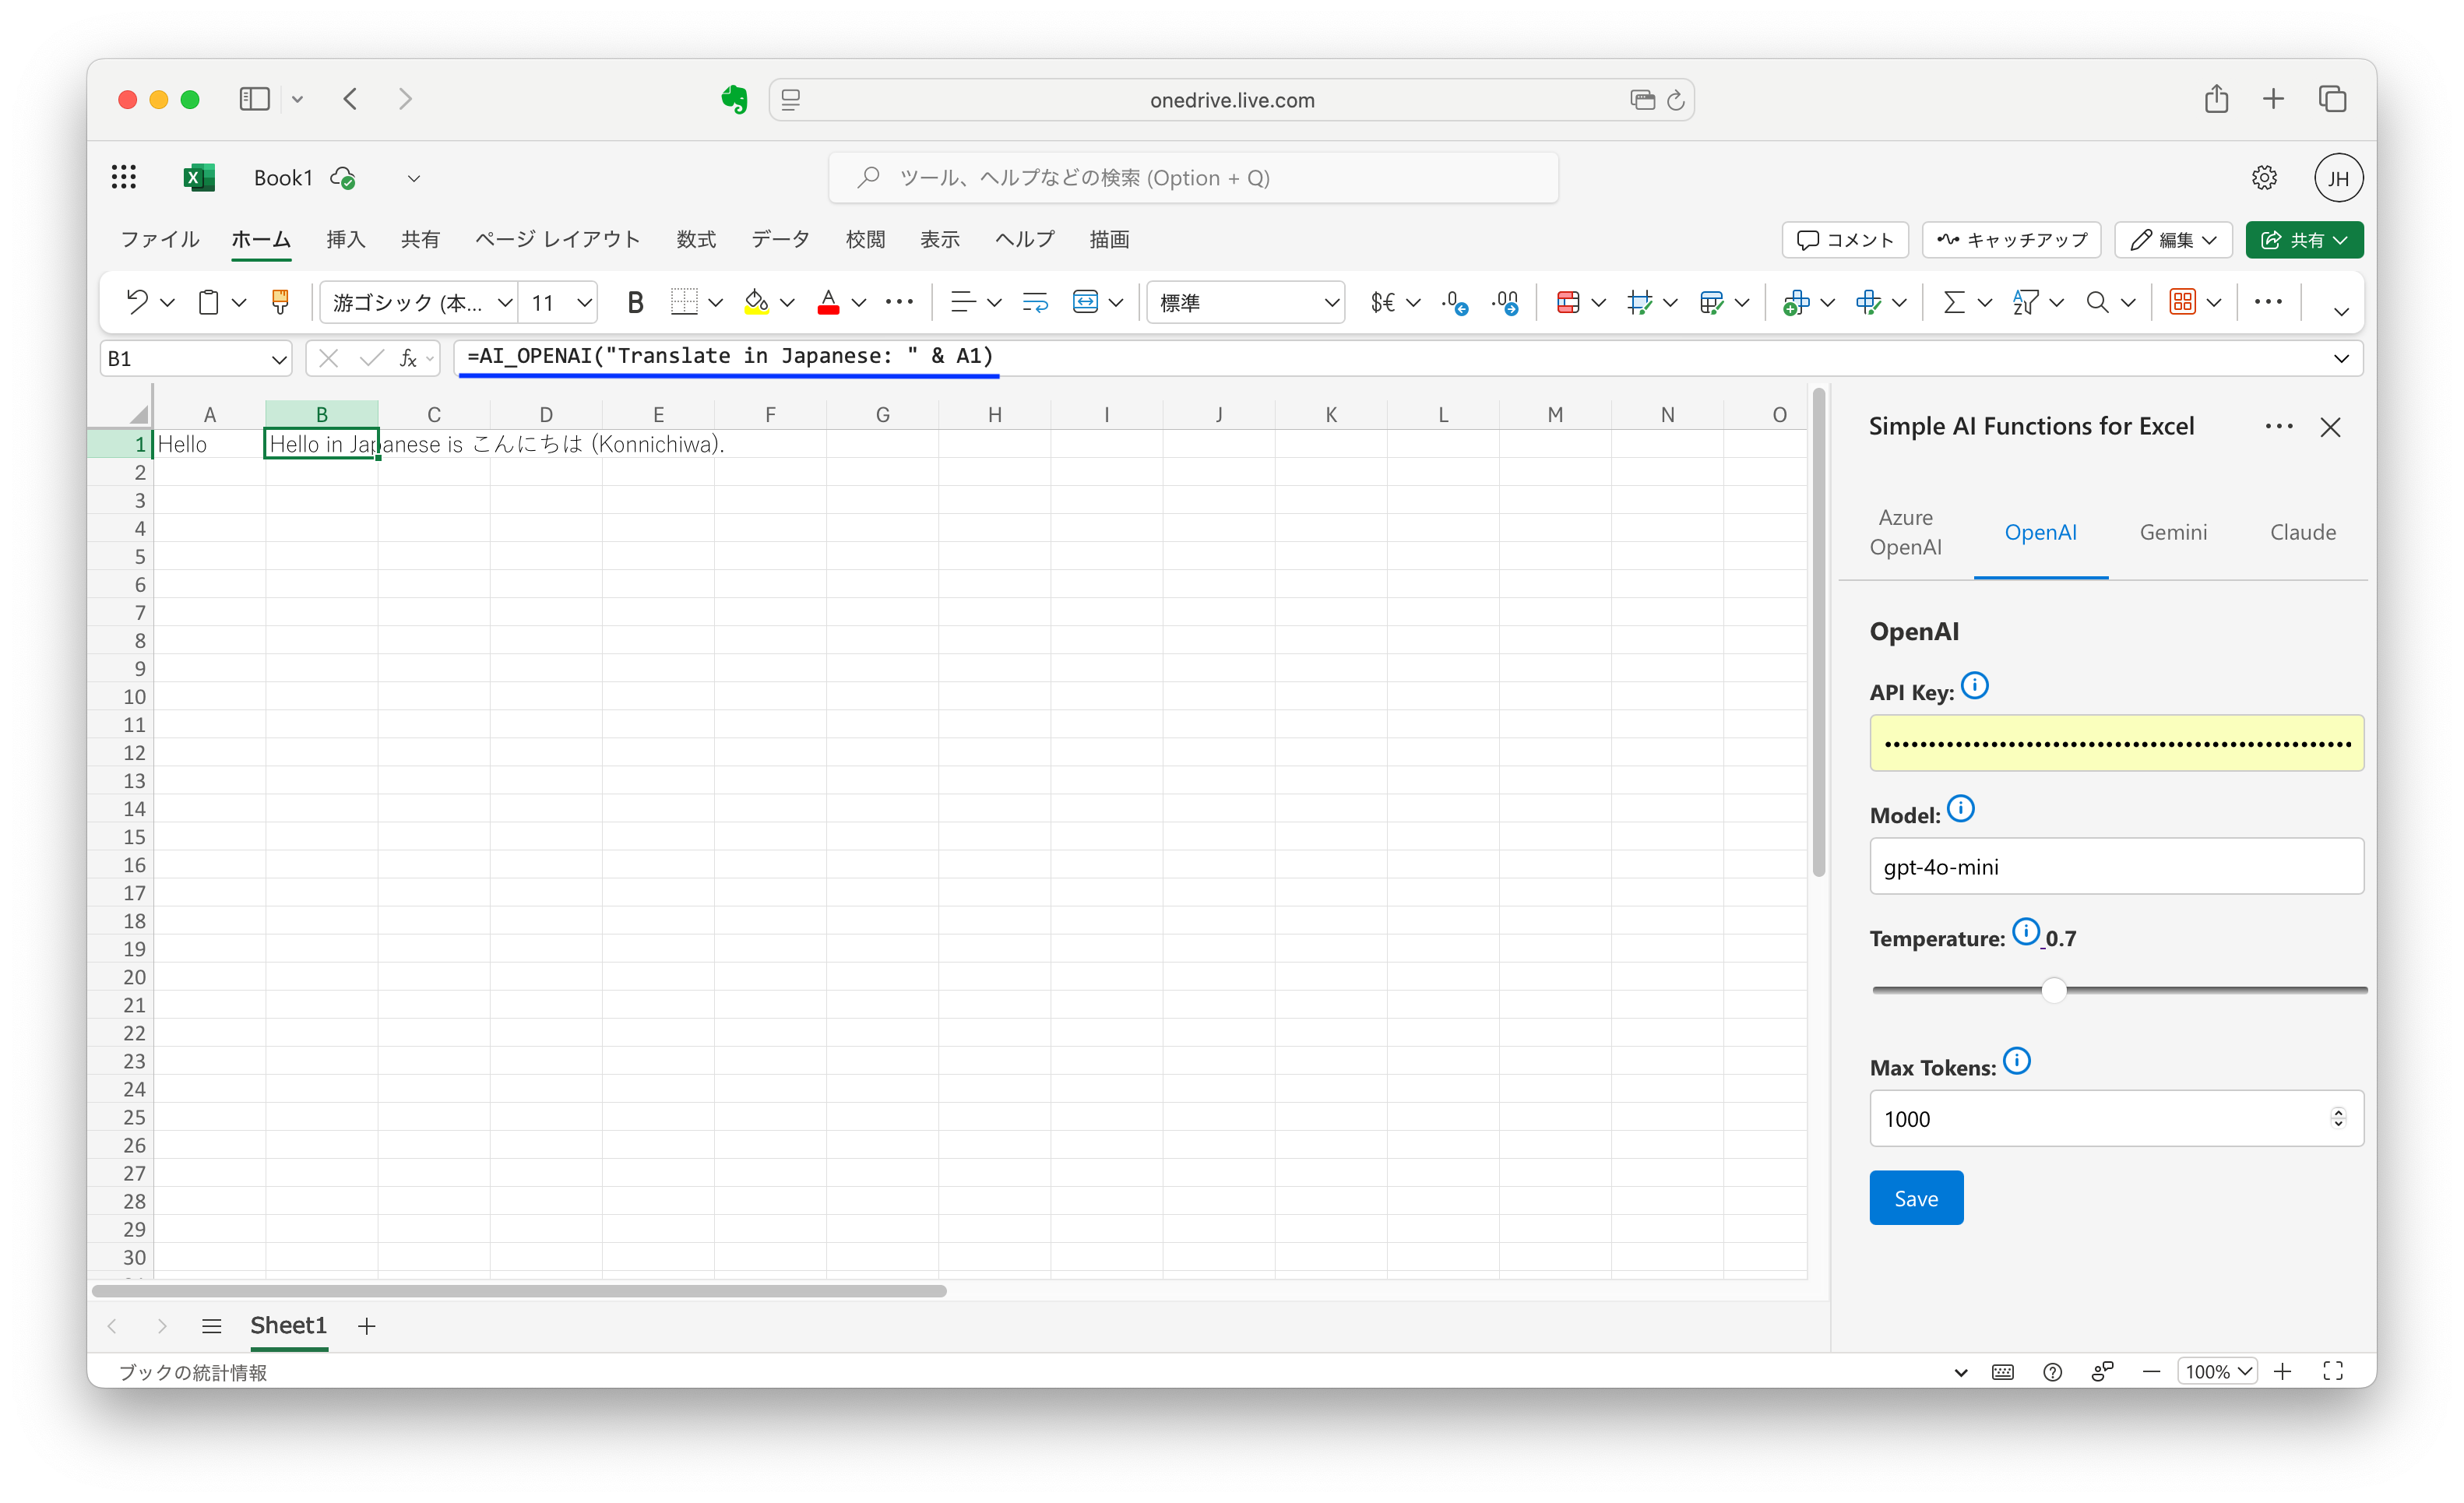 onedrive.live.com
Book1
ツール、ヘルプなどの検索 (Option + Q)
JH
ファイル ホーム 挿入 共有 ページ レイアウト 数式 データ 校閲 表示 ヘルプ 描画
コメント キャッチアップ 編集 共有
游ゴシック (本... 11 B A 標準 $€
B1 fx =AI_OPENAI("Translate in Japanese: " & A1)
A B C D E F G H I J K L M N O
1 Hello Hello in Japanese is こんにちは (Konnichiwa).
2
3
4
5
6
7
8
9
10
11
12
13
14
15
16
17
18
19
20
21
22
23
24
25
26
27
28
29
30
Sheet1
ブックの統計情報
100%
Simple AI Functions for Excel
Azure OpenAI
OpenAI
Gemini
Claude
OpenAI
API Key:
Model:
gpt-4o-mini
Temperature: 0.7
Max Tokens:
1000
Save